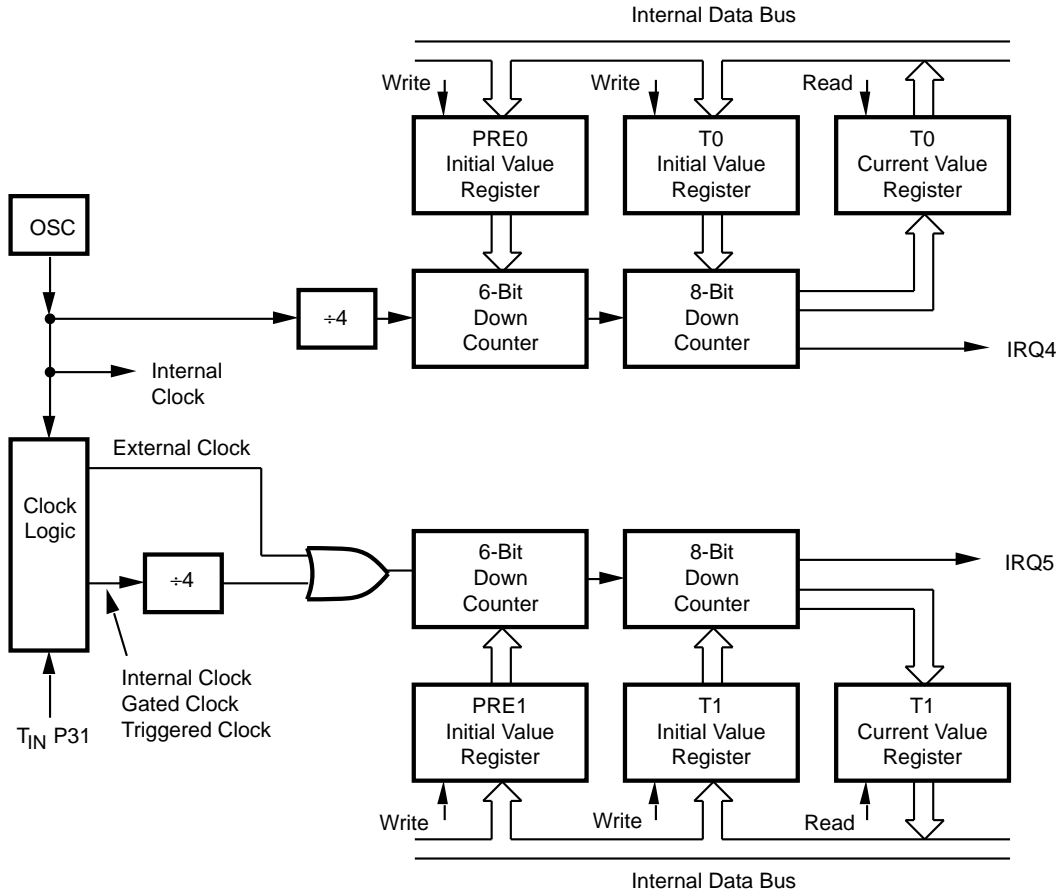 Internal Data Bus
Write
Write
Read
PRE0
Initial Value
Register
T0
Initial Value
Register
T0
Current Value
Register
OSC
÷4
6-Bit
Down
Counter
8-Bit
Down
Counter
IRQ4
Internal
Clock
External Clock
Clock
Logic
÷4
6-Bit
Down
Counter
8-Bit
Down
Counter
IRQ5
Internal Clock
Gated Clock
Triggered Clock
TIN P31
PRE1
Initial Value
Register
T1
Initial Value
Register
T1
Current Value
Register
Write
Write
Read
Internal Data Bus